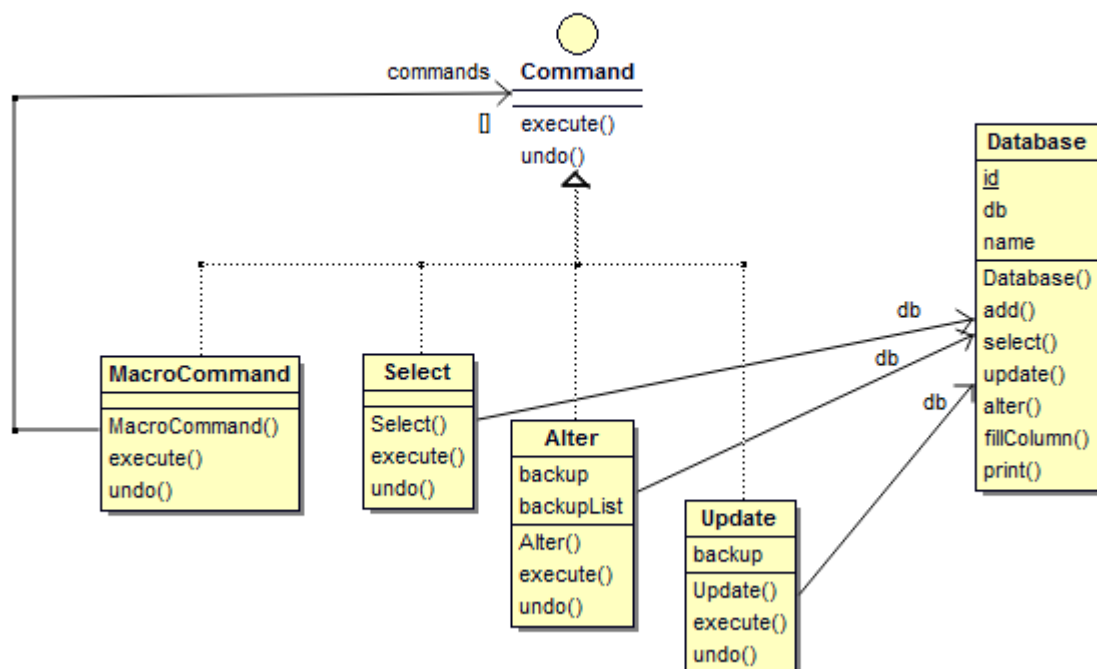 commands
Command
[]
execute()
undo()
Database
id
db
name
Database()
add()
select()
update()
alter()
fillColumn()
print()
db
db
db
MacroCommand
MacroCommand()
execute()
undo()
Select
Select()
execute()
undo()
Alter
backup
backupList
Alter()
execute()
undo()
Update
backup
Update()
execute()
undo()